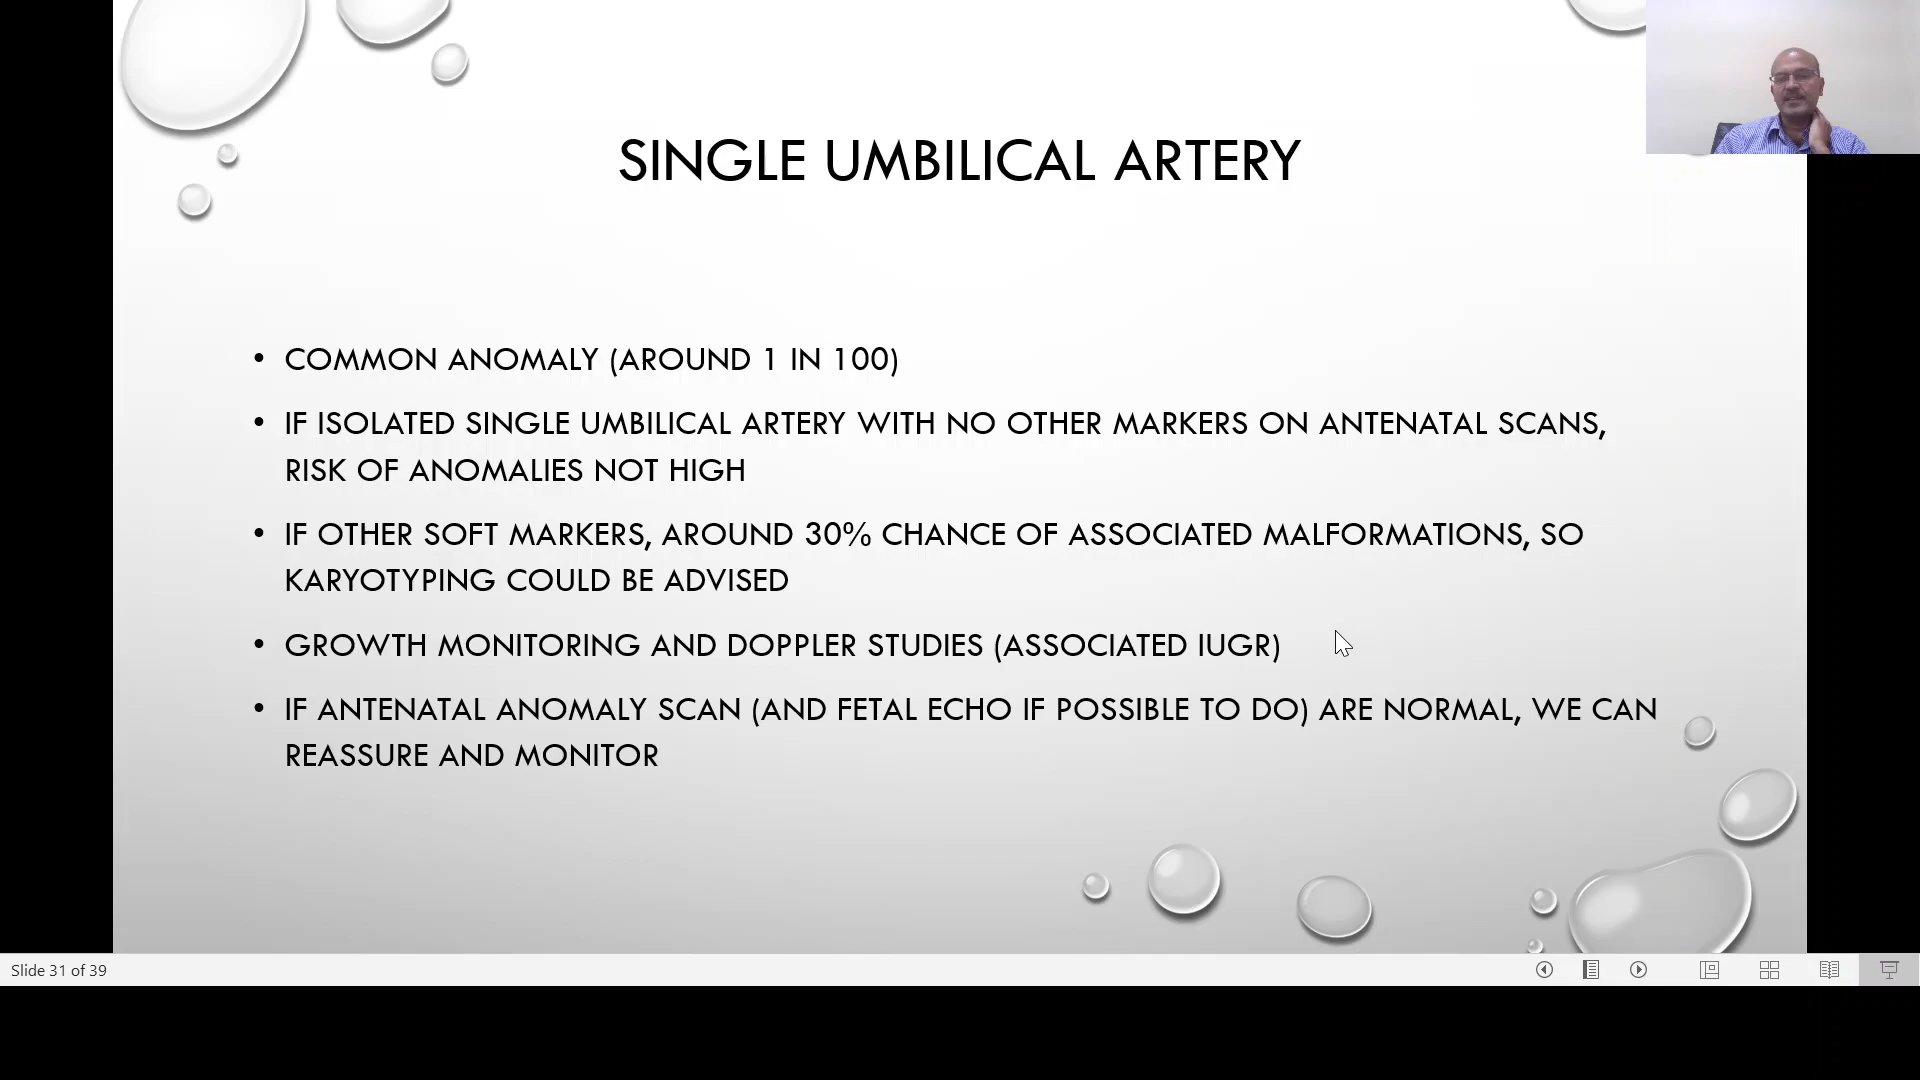 SINGLE UMBILICAL ARTERY
• COMMON ANOMALY (AROUND 1 IN 100)
• IF ISOLATED SINGLE UMBILICAL ARTERY WITH NO OTHER MARKERS ON ANTENATAL SCANS,
RISK OF ANOMALIES NOT HIGH
• IF OTHER SOFT MARKERS, AROUND 30% CHANCE OF ASSOCIATED MALFORMATIONS, SO
KARYOTYPING COULD BE ADVISED
• GROWTH MONITORING AND DOPPLER STUDIES (ASSOCIATED IUGR)
• IF ANTENATAL ANOMALY SCAN (AND FETAL ECHO IF POSSIBLE TO DO) ARE NORMAL, WE CAN
REASSURE AND MONITOR
Slide 31 of 39